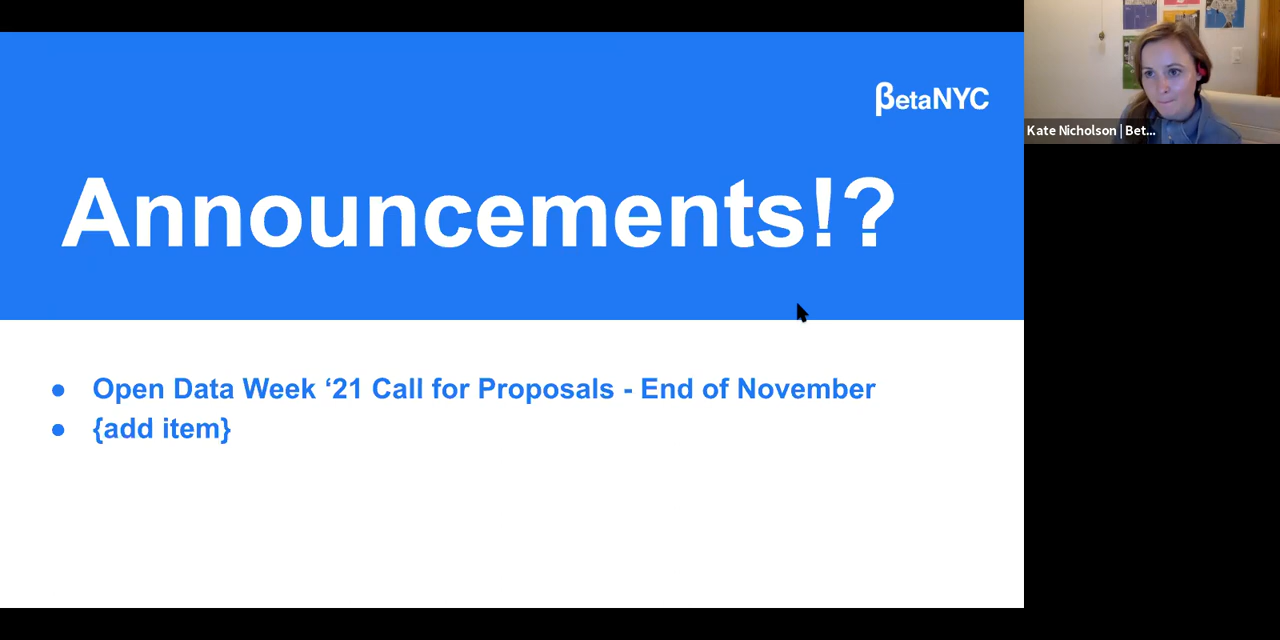 βetaNYC
Kate Nicholson | Bet...
Announcements!?
● Open Data Week ‘21 Call for Proposals - End of November
● {add item}